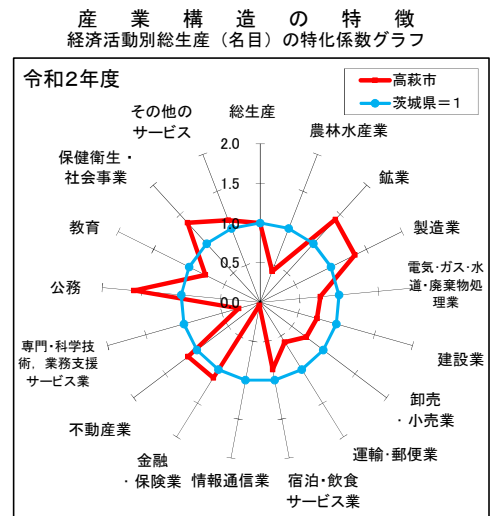 産業構造の特徴
経済活動別総生産（名目）の特化係数グラフ
令和2年度
高萩市
茨城県＝1
総生産
農林水産業
鉱業
製造業
電気・ガス・水
道・廃棄物処
理業
建設業
卸売
・小売業
運輸・郵便業
宿泊・飲食
サービス業
情報通信業
金融
・保険業
不動産業
専門・科学技
術，業務支援
サービス業
公務
教育
保健衛生・
社会事業
その他の
サービス
2.0
1.5
1.0
0.5
0.0